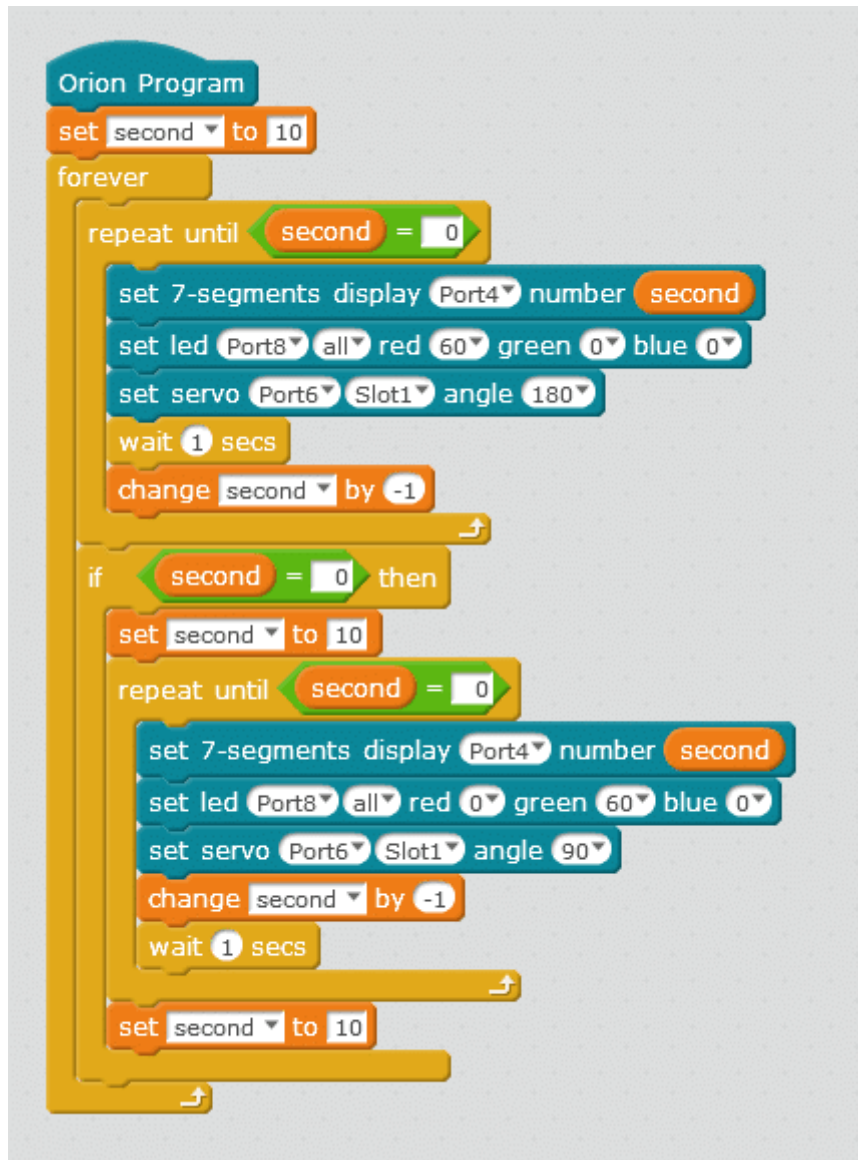 Orion Program
set second to 10
forever
repeat until second = 0
set 7-segments display Port4 number second
set led Port8 all red 60 green 0 blue 0
set servo Port6 Slot1 angle 180
wait 1 secs
change second by -1
if second = 0 then
set second to 10
repeat until second = 0
set 7-segments display Port4 number second
set led Port8 all red 0 green 60 blue 0
set servo Port6 Slot1 angle 90
change second by -1
wait 1 secs
set second to 10